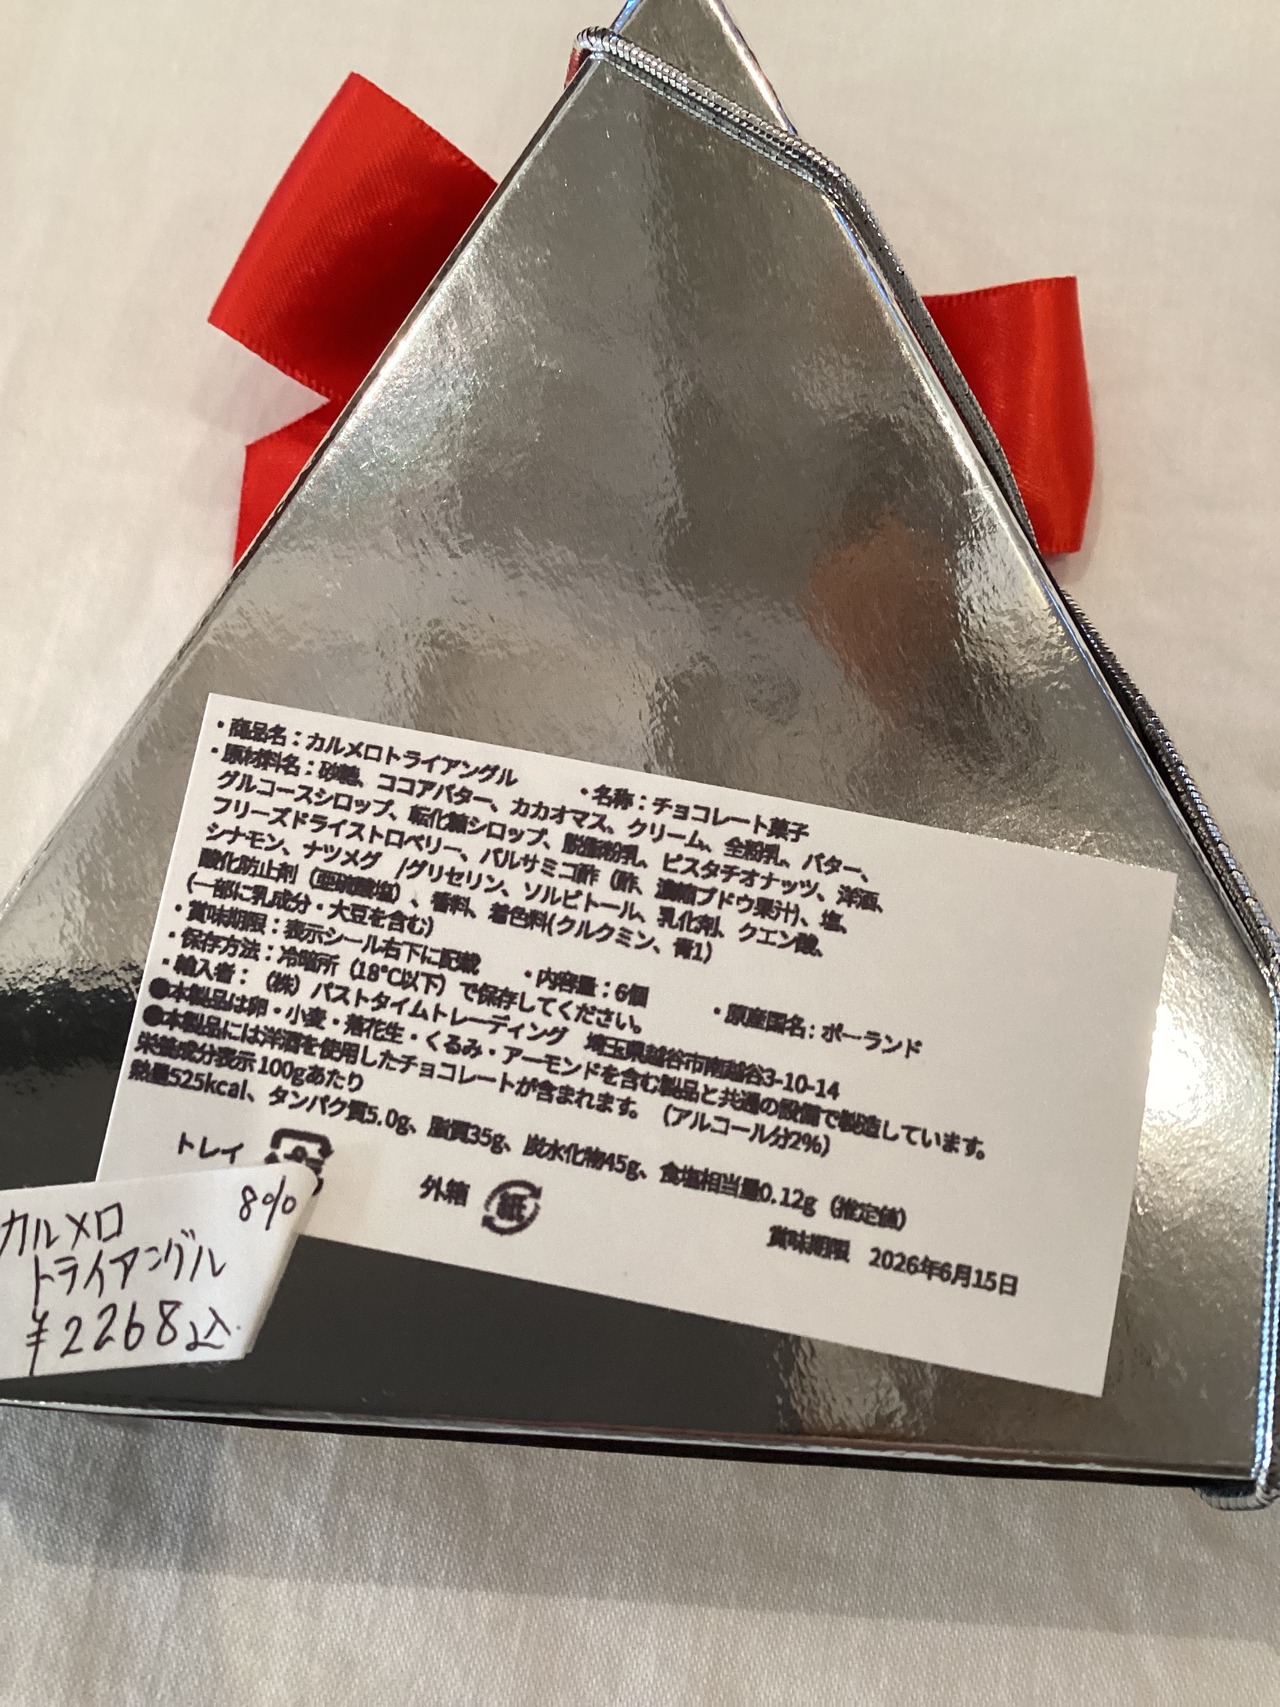 ・商品名：カルメロトライアングル ・名称：チョコレート菓子
・原材料名：砂糖、ココアバター、カカオマス、クリーム、全粉乳、バター、
グルコースシロップ、転化糖シロップ、脱脂粉乳、ピスタチオナッツ、洋酒、
フリーズドライストロベリー、バルサミコ酢（酢、濃縮ブドウ果汁）、塩、
シナモン、ナツメグ /グリセリン、ソルビトール、乳化剤、クエン酸、
酸化防止剤（亜硫酸塩）、香料、着色料(クルクミン、青1)
(一部に乳成分・大豆を含む)
・賞味期限：表示シール右下に記載 ・内容量：6個 ・原産国名：ポーランド
・保存方法：冷暗所（18℃以下）で保存してください。
・輸入者：（株）パストタイムトレーディング 埼玉県越谷市南越谷3-10-14
●本製品は卵・小麦・落花生・くるみ・アーモンドを含む製品と共通の設備で製造しています。
●本製品には洋酒を使用したチョコレートが含まれます。（アルコール分2%）
栄養成分表示 100gあたり
熱量525kcal、タンパク質5.0g、脂質35g、炭水化物45g、食塩相当量0.12g（推定値）
トレイ 外箱 紙
賞味期限 2026年6月15日
8%
カルメロ
トライアングル
¥2268込